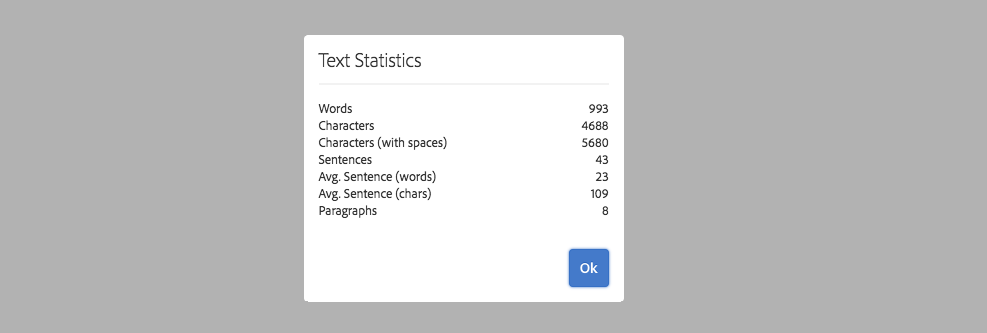 Text Statistics
Words 993
Characters 4688
Characters (with spaces) 5680
Sentences 43
Avg. Sentence (words) 23
Avg. Sentence (chars) 109
Paragraphs 8
Ok